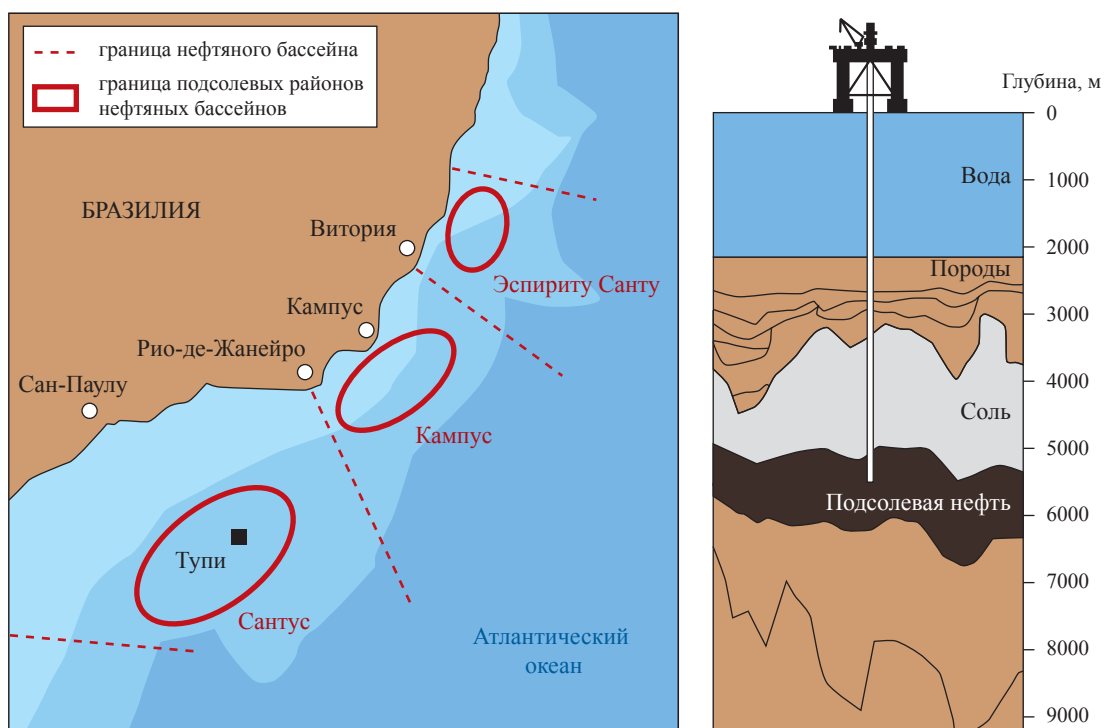 граница нефтяного бассейна
граница подсолевых районов
нефтяных бассейнов
БРАЗИЛИЯ
Витория
Эспириту Санту
Кампус
Рио-де-Жанейро
Сан-Паулу
Кампус
Тупи
Сантус
Атлантический
океан
Глубина, м
0
Вода
1000
2000
Породы
3000
4000
Соль
5000
Подсолевая нефть
6000
7000
8000
9000